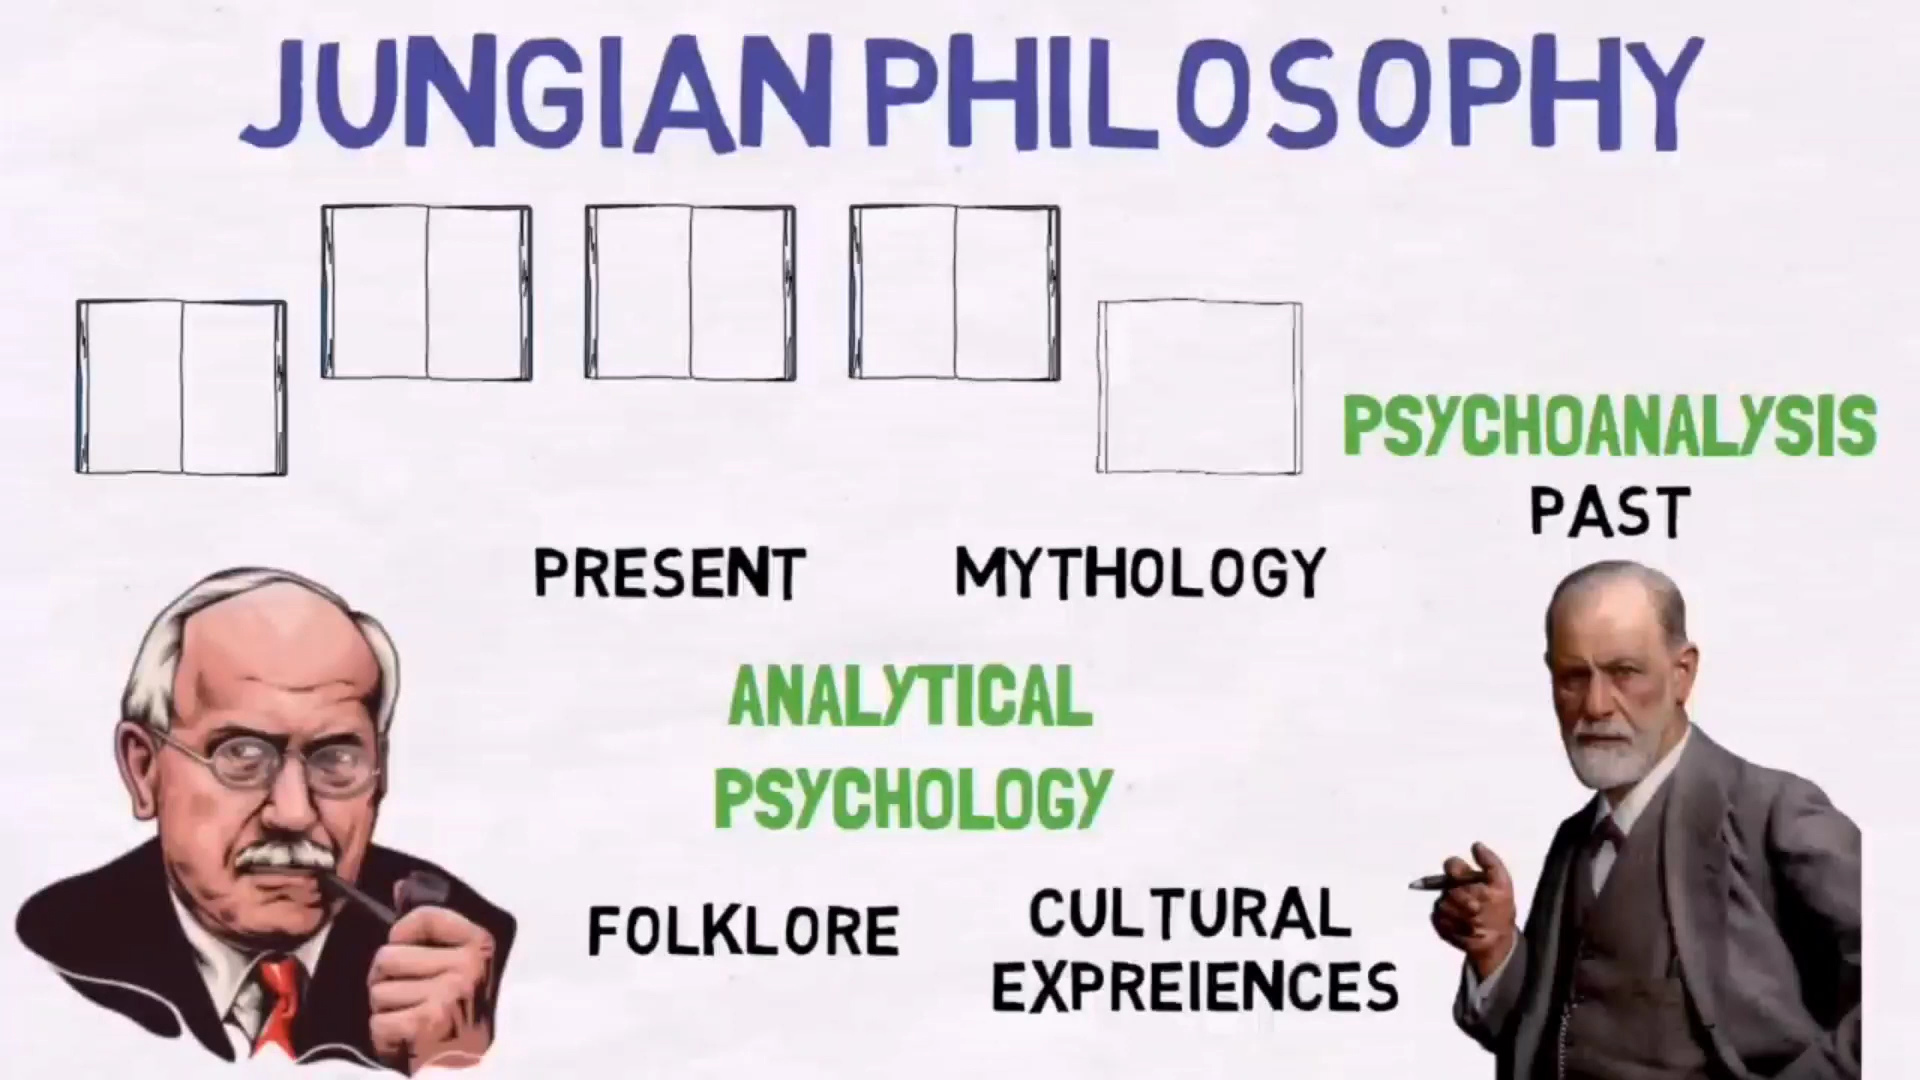 JUNGIAN PHILOSOPHY
PSYCHOANALYSIS
PAST
PRESENT
MYTHOLOGY
ANALYTICAL
PSYCHOLOGY
FOLKLORE
CULTURAL
EXPREIENCES